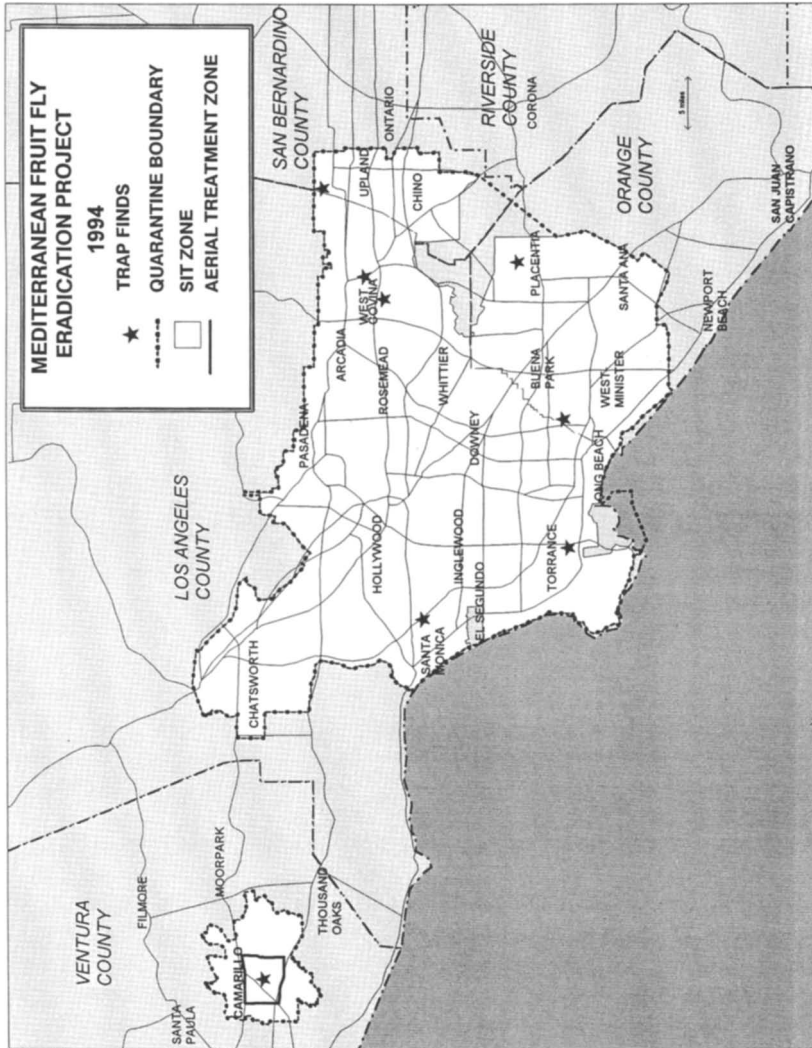 MEDITERRANEAN FRUIT FLY
ERADICATION PROJECT
1994
TRAP FINDS
QUARANTINE BOUNDARY
SIT ZONE
AERIAL TREATMENT ZONE
VENTURA
COUNTY
SANTA
PAULA
FILMORE
MOORPARK
CAMARILLO
THOUSAND
OAKS
LOS ANGELES
COUNTY
CHATSWORTH
PASADENA
ARCADIA
HOLLYWOOD
ROSEMEAD
WEST
COVINA
SANTA
MONICA
INGLEWOOD
EL SEGUNDO
WHITTIER
DOWNEY
TORRANCE
LONG BEACH
BUENA
PARK
WEST
MINISTER
PLACENTIA
SANTA ANA
NEWPORT
BEACH
SAN BERNARDINO
COUNTY
UPLAND
ONTARIO
CHINO
RIVERSIDE
COUNTY
CORONA
ORANGE
COUNTY
SAN JUAN
CAPISTRANO
5 miles